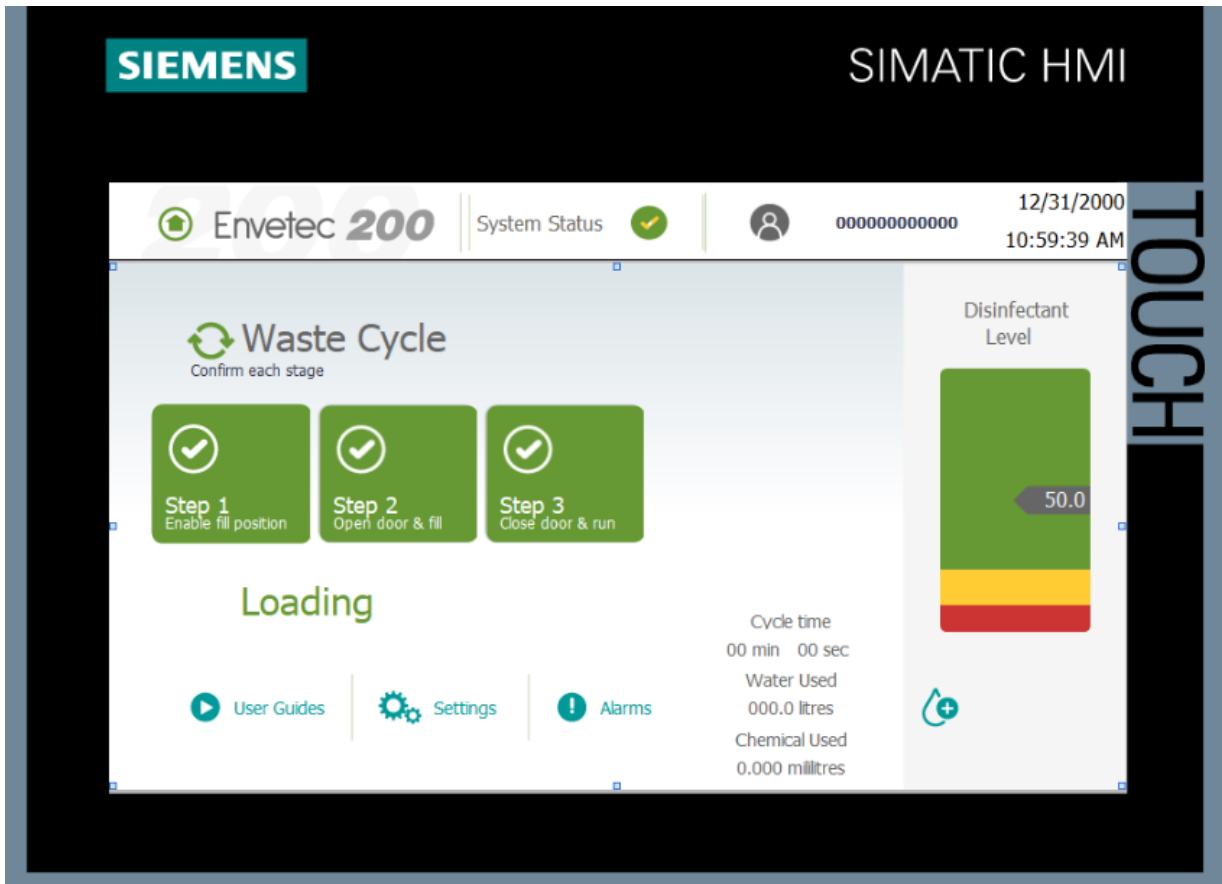 SIEMENS
SIMATIC HMI
TOUCH
Envetec 200
System Status
000000000000
12/31/2000
10:59:39 AM
Waste Cycle
Confirm each stage
Step 1
Enable fill position
Step 2
Open door & fill
Step 3
Close door & run
Loading
Disinfectant
Level
50.0
Cycle time
00 min 00 sec
Water Used
000.0 litres
Chemical Used
0.000 millitres
User Guides
Settings
Alarms